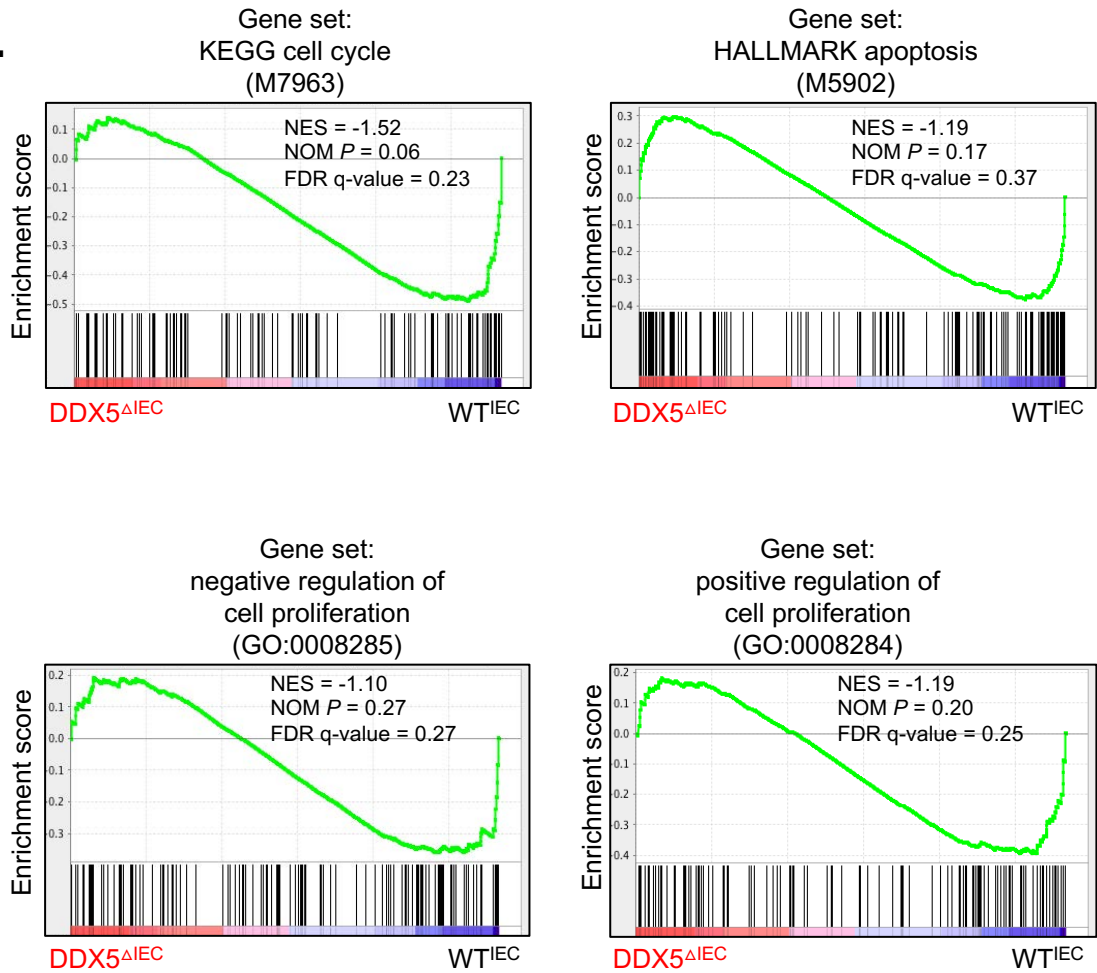 Gene set:
KEGG cell cycle
(M7963)
Enrichment score
0.1
0.0
-0.1
-0.2
-0.3
-0.4
-0.5
NES = -1.52
NOM P = 0.06
FDR q-value = 0.23
DDX5ΔIEC
WTIEC
Gene set:
HALLMARK apoptosis
(M5902)
Enrichment score
0.3
0.2
0.1
0.0
0.1
-0.2
-0.3
-0.4
NES = -1.19
NOM P = 0.17
FDR q-value = 0.37
DDX5ΔIEC
WTIEC
Gene set:
negative regulation of
cell proliferation
(GO:0008285)
Enrichment score
0.2
0.1
0.0
0.1
0.2
0.3
NES = -1.10
NOM P = 0.27
FDR q-value = 0.27
DDX5ΔIEC
WTIEC
Gene set:
positive regulation of
cell proliferation
(GO:0008284)
Enrichment score
0.2
0.1
0.0
-0.1
-0.2
-0.3
-0.4
NES = -1.19
NOM P = 0.20
FDR q-value = 0.25
DDX5ΔIEC
WTIEC